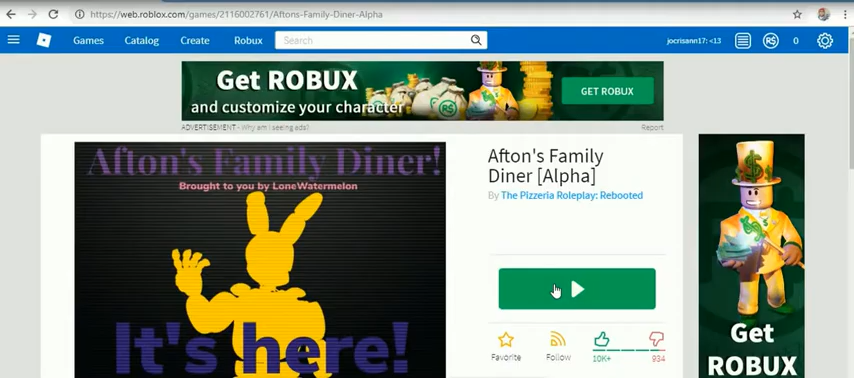 https://web.roblox.com/games/2116002761/Aftons-Family-Diner-Alpha
Games
Catalog
Create
Robux
Search
jocrisann17: <13
R$
0
Get ROBUX
and customize your character
GET ROBUX
ADVERTISEMENT - Why am I seeing ads?
Report
Afton's Family Diner!
Brought to you by LoneWatermelon
It's here!
Afton's Family
Diner [Alpha]
By The Pizzeria Roleplay: Rebooted
Favorite
Follow
10K+
934
Get
ROBUX